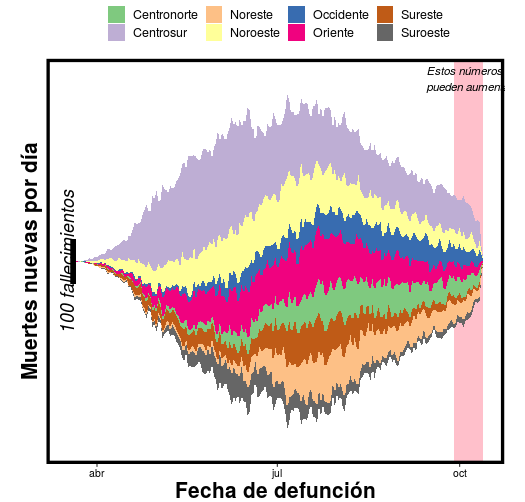 Centronorte Noreste Occidente Sureste
Centrosur Noroeste Oriente Suroeste
Estos números
pueden aumen
Muertes nuevas por día
100 fallecimientos
abr jul oct
Fecha de defunción